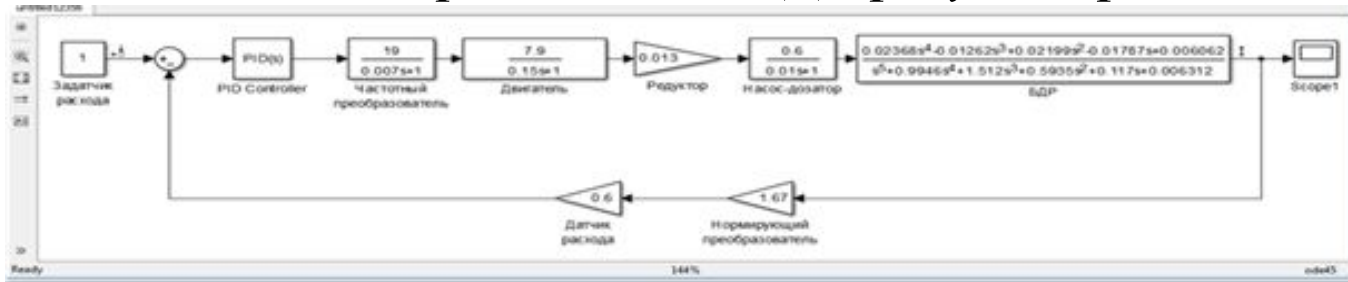 1
Задатчик
расхода
PID(s)
PID Controller
19
0.007s+1
Частотный
преобразователь
7.9
0.15s+1
Двигатель
0.013
Редуктор
0.6
0.01s+1
Насос-дозатор
0.02368s⁴-0.01262s³+0.02199s²-0.01787s+0.006062
s⁵+0.9946s⁴+1.512s³+0.5935s²+0.117s+0.006312
БДР
Scope1
0.6
Датчик
расхода
1.67
Нормирующий
преобразователь
Ready
144%
ode45